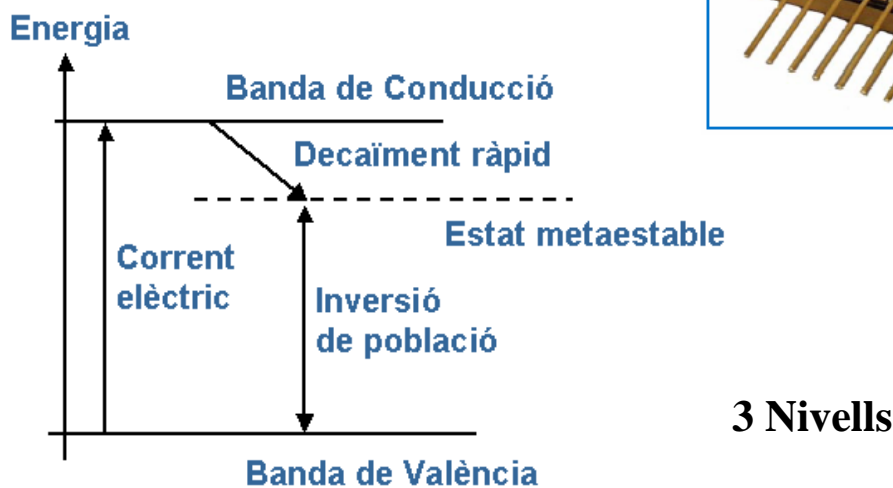 Energia
Banda de Conducció
Decaïment ràpid
Estat metaestable
Corrent
elèctric
Inversió
de població
3 Nivells
Banda de València